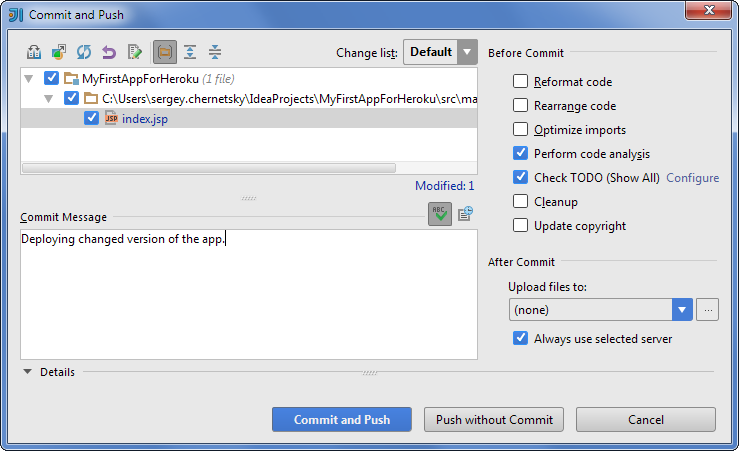 Commit and Push
Change list: Default
MyFirstAppForHeroku (1 file)
C:\Users\sergey.chernetsky\IdeaProjects\MyFirstAppForHeroku\src\ma
JSP index.jsp
Modified: 1
Commit Message
ABC
Deploying changed version of the app.
Details
Before Commit
Reformat code
Rearrange code
Optimize imports
Perform code analysis
Check TODO (Show All) Configure
Cleanup
Update copyright
After Commit
Upload files to:
(none) ...
Always use selected server
Commit and Push Push without Commit Cancel